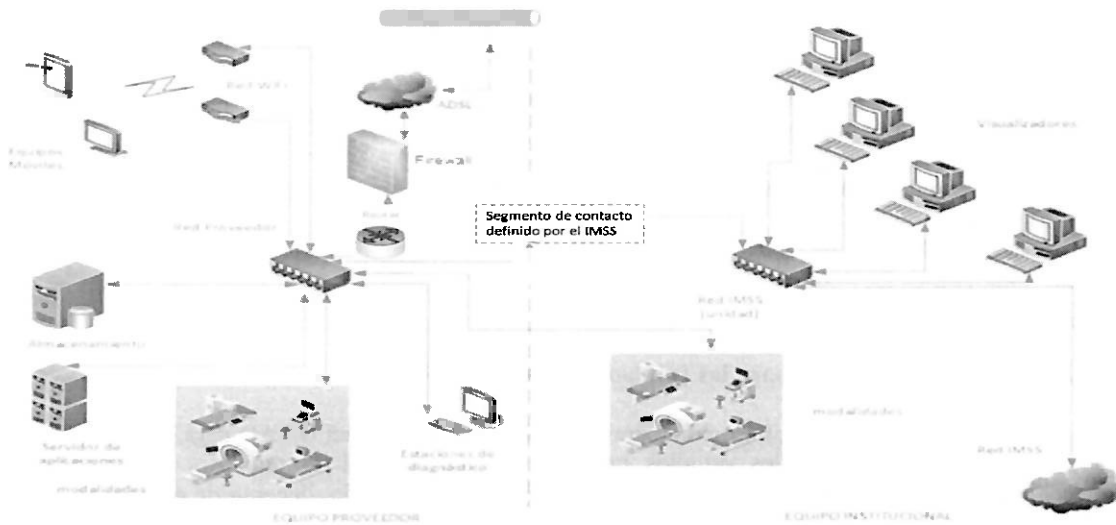 Red WiFi
ADSL
Equipos
Móviles
Firewall
Router
Red Proveedor
Segmento de contacto
definido por el IMSS
Visualizadores
Almacenamiento
Red IMSS
(unidad)
Servidor de
aplicaciones
modalidades
Estaciones de
diagnóstico
modalidades
Red IMSS
EQUIPO PROVEEDOR
EQUIPO INSTITUCIONAL